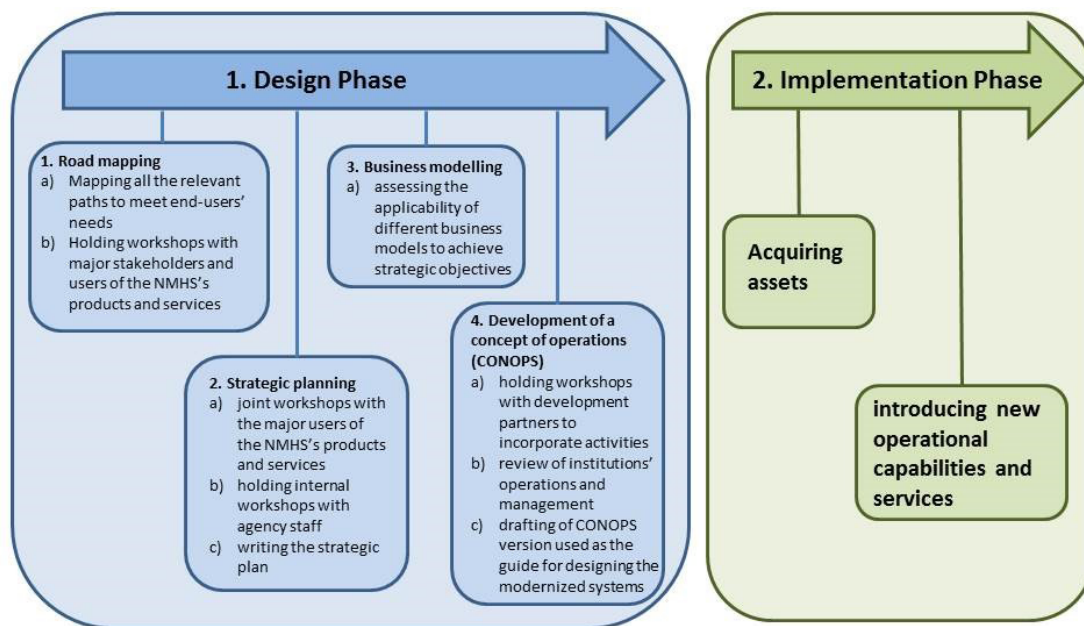 1. Design Phase
1. Road mapping
a) Mapping all the relevant
paths to meet end-users'
needs
b) Holding workshops with
major stakeholders and
users of the NMHS's
products and services
2. Strategic planning
a) joint workshops with
the major users of
the NMHS's products
and services
b) holding internal
workshops with
agency staff
c) writing the strategic
plan
3. Business modelling
a) assessing the
applicability of
different business
models to achieve
strategic objectives
4. Development of a
concept of operations
(CONOPS)
a) holding workshops
with development
partners to
incorporate activities
b) review of institutions'
operations and
management
c) drafting of CONOPS
version used as the
guide for designing the
modernized systems
2. Implementation Phase
Acquiring
assets
introducing new
operational
capabilities and
services